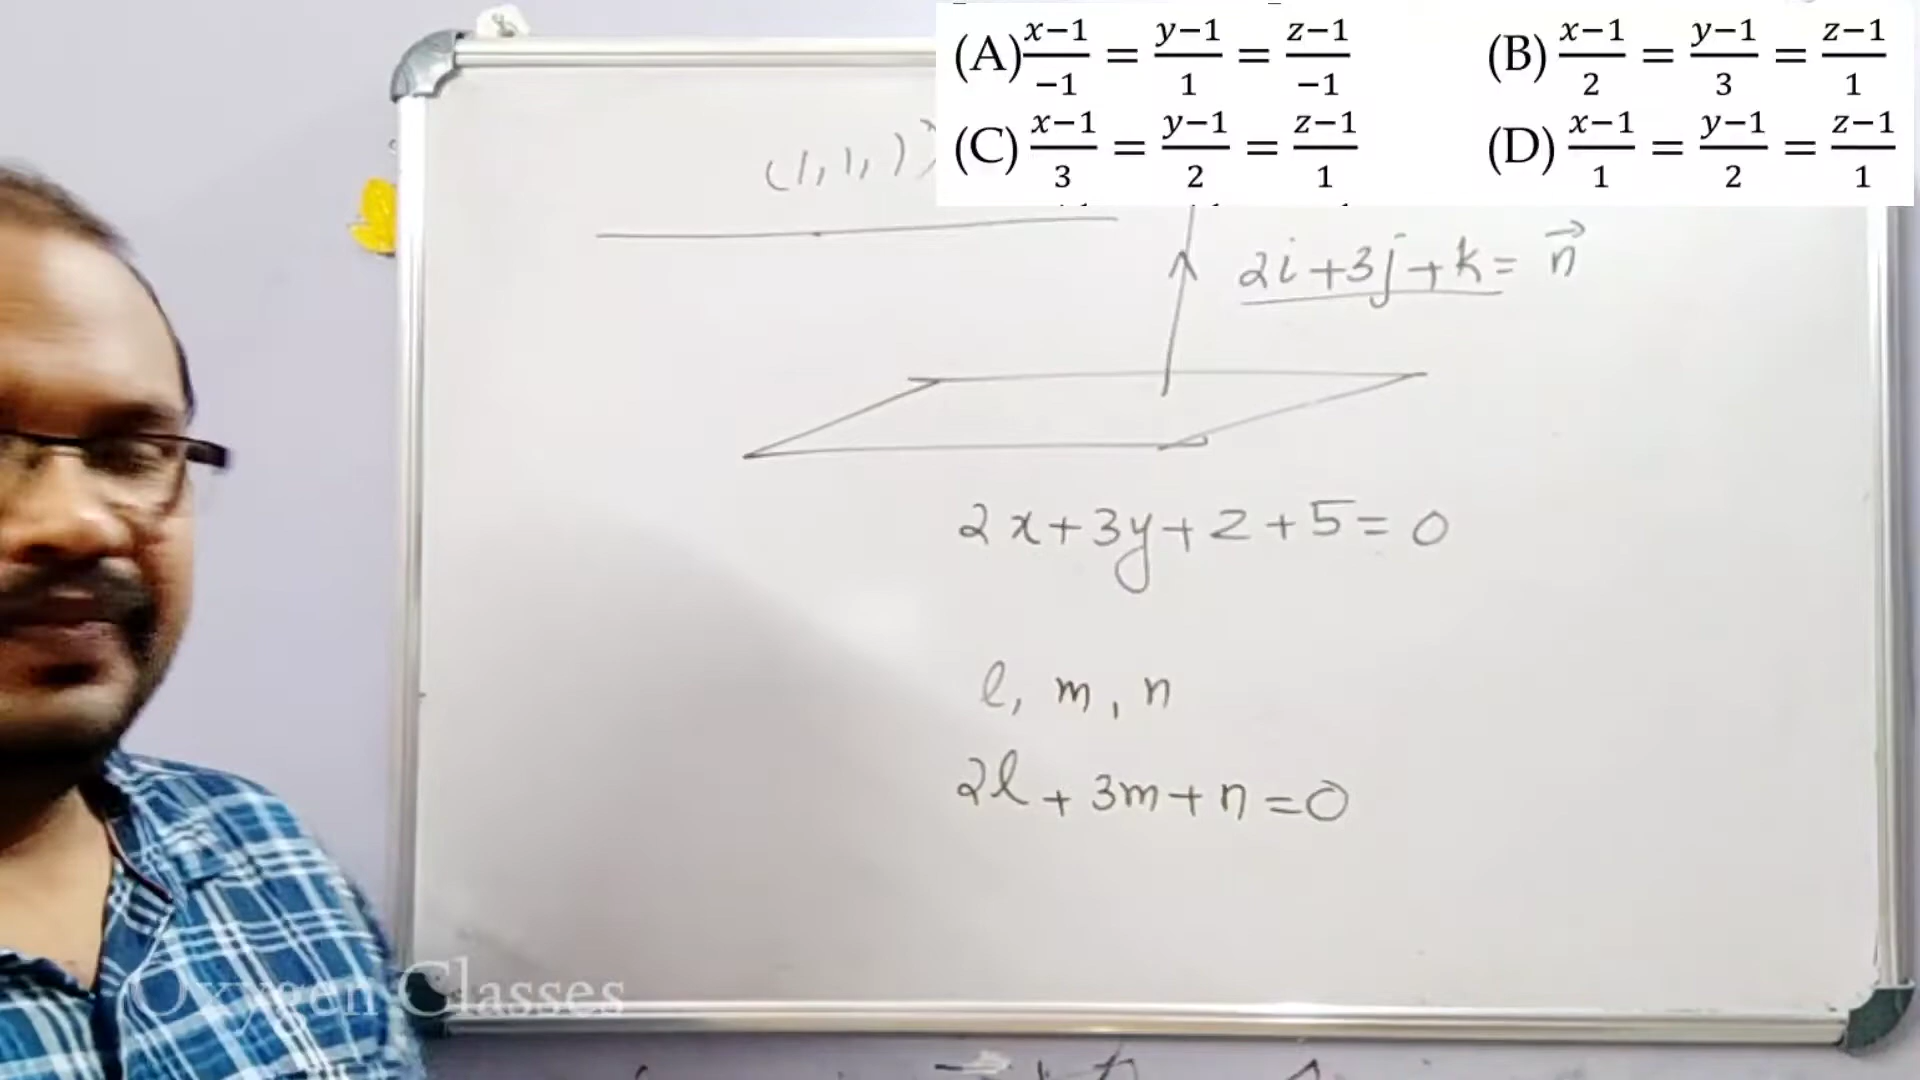 (A) x−1/−1 = y−1/1 = z−1/−1 (B) x−1/2 = y−1/3 = z−1/1
(C) x−1/3 = y−1/2 = z−1/1 (D) x−1/1 = y−1/2 = z−1/1
(1, 1, 1)
2i+3j+k = n⃗
2x+3y+z+5=0
l, m, n
2l + 3m + n = 0
Oxygen Classes